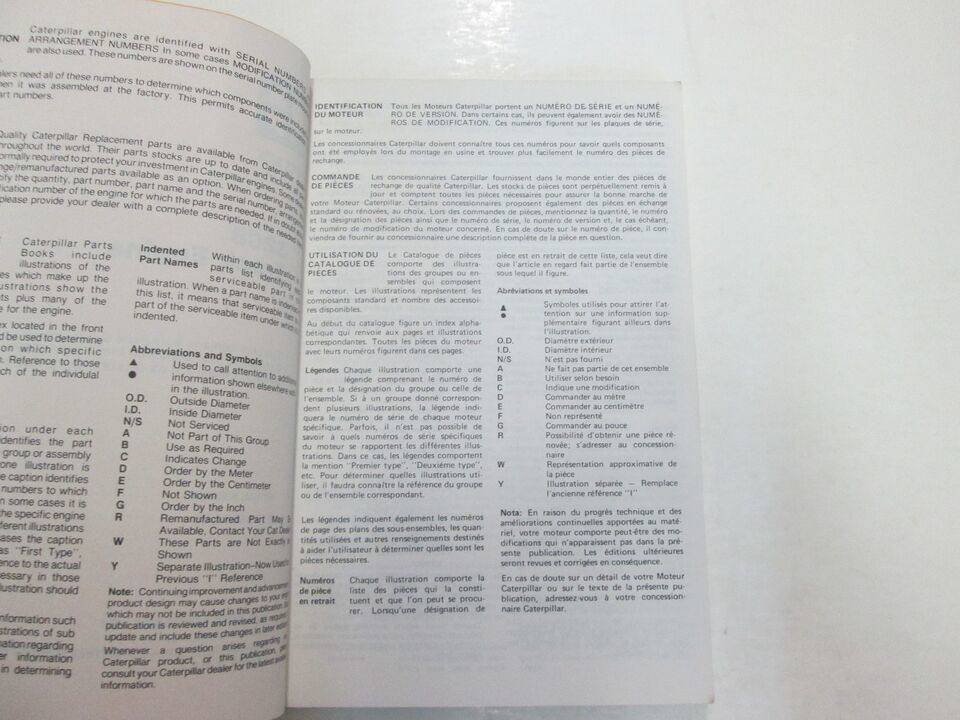 Caterpillar engines are identified with SERIAL NUMBERS
TION ARRANGEMENT NUMBERS In some cases MODIFICATION NUM
are also used. These numbers are shown on the serial number plate
alers need all of these numbers to determine which components were include
en it was assembled at the factory. This permits accurate identifica
art numbers.
Quality Caterpillar Replacement parts are available from Caterpillar
hroughout the world. Their parts stocks are up to date and include all
ormally required to protect your investment in Caterpillar engines. Some
nge/remanufactured parts available as an option. When ordering parts,
ify the quantity, part number, part name and the serial number, arrange
ication number of the engine for which the parts are needed. If in doubt
please provide your dealer with a complete description of the needed
Caterpillar Parts
Books include
illustrations of the
es which make up the
ustrations show the
ts plus many of the
e for the engine.
ex located in the front
d be used to determine
on which specific
n. Reference to those
ch of the individulal
ion under each
identifies the part
group or assembly
one illustration is
e caption identifies
numbers to which
n some cases it is
the specific engine
ferent illustrations
ases the caption
as "First Type",
ence to the actual
essary in those
lustration should
nformation such
strations of sub
mation regarding
er information
in determining
Indented Within each illustration
Part Names parts list identifying
serviceable part in
illustration. When a part name is indented
this list, it means that serviceable
part of the serviceable item under which
indented.
Abbreviations and Symbols
▲ Used to call attention to additio
● information shown elsewhere
in the illustration.
O.D. Outside Diameter
I.D. Inside Diameter
N/S Not Serviced
A Not Part of This Group
B Use as Required
C Indicates Change
D Order by the Meter
E Order by the Centimeter
F Not Shown
G Order by the Inch
R Remanufactured Part May B
Available, Contact Your Cat Deal
W These Parts are Not Exactly
Shown
Y Separate Illustration-Now Used
Previous "I" Reference
Note: Continuing improvement and advancement
product design may cause changes to your
which may not be included in this publication.
publication is reviewed and revised, as required,
update and include these changes in later
Whenever a question arises regarding
Caterpillar product, or this publication,
consult your Caterpillar dealer for the latest
information.
IDENTIFICATION Tous les Moteurs Caterpillar portent un NUMÉRO DE SÉRIE et un NUMÉ-
DU MOTEUR RO DE VERSION. Dans certains cas, ils peuvent également avoir des NUMÉ-
ROS DE MODIFICATION. Ces numéros figurent sur les plaques de série,
sur le moteur.
Les concessionnaires Caterpillar doivent connaître tous ces numéros pour savoir quels composants
ont été employés lors du montage en usine et trouver plus facilement le numéro des pièces de
rechange.
COMMANDE Les concessionnaires Caterpillar fournissent dans le monde entier des pièces de
DE PIÈCES rechange de qualité Caterpillar. Les stocks de pièces sont perpétuellement remis à
jour et comptent toutes les pièces nécessaires pour assurer la bonne marche de
votre Moteur Caterpillar. Certains concessionnaires proposent également des pièces en échange
standard ou rénovées, au choix. Lors des commandes de pièces, mentionnez la quantité, le numéro
et la désignation des pièces ainsi que le numéro de série, le numéro de version et, le cas échéant,
le numéro de modification du moteur concerné. En cas de doute sur le numéro de pièce, il con-
viendra de fournir au concessionnaire une description complète de la pièce en question.
UTILISATION DU Le Catalogue de pièces
CATALOGUE DE comporte des illustra-
PIECES tions des groupes ou en-
sembles qui composent
le moteur. Les illustrations représentent les
composants standard et nombre des accessoi-
res disponibles.
Au début du catalogue figure un index alpha-
bétique qui renvoie aux pages et illustrations
correspondantes. Toutes les pièces du moteur
avec leurs numéros figurent dans ces pages.
Légendes Chaque illustration comporte une
légende comprenant le numéro de
pièce et la désignation du groupe ou de celle de
l'ensemble. Si à un groupe donné correspon-
dent plusieurs illustrations, la légende indi-
quera le numéro de série de chaque moteur
spécifique. Parfois, il n'est pas possible de
savoir à quels numéros de série spécifiques
du moteur se rapportent les différentes illus-
trations. Dans ce cas, les légendes comportent
la mention "Premier type", "Deuxième type",
etc. Pour déterminer quelles illustrations uti-
liser, il faudra connaître la référence du groupe
ou de l'ensemble correspondant.
Les légendes indiquent également les numéros
de page des plans des sous-ensembles, les quan-
tités utilisées et autres renseignements destinés
à aider l'utilisateur à déterminer quelles sont les
pièces nécessaires.
Numéros Chaque illustration comporte la
de pièce liste des pièces qui la consti-
en retrait tuent et que l'on peut se procu-
rer. Lorsqu'une désignation de
pièce est en retrait de cette liste, cela veut dire
que l'article en regard fait partie de l'ensemble
sous lequel il figure.
Abréviations et symboles
▲ Symboles utilisés pour attirer l'at-
● tention sur une information sup-
plémentaire figurant ailleurs dans
l'illustration.
O.D. Diamètre extérieur
I.D. Diamètre intérieur
N/S N'est pas fourni
A Ne fait pas partie de cet ensemble
B Utiliser selon besoin
C Indique une modification
D Commander au mètre
E Commander au centimètre
F Non représenté
G Commander au pouce
R Possibilité d'obtenir une pièce ré-
novée; s'adresser au concession-
naire
W Représentation approximative de
la pièce
Y Illustration séparée – Remplace
l'ancienne référence "I"
Nota: En raison du progrès technique et des
améliorations continuelles apportées au maté-
riel, votre moteur comporte peut-être des mo-
difications qui n'apparaissent pas dans la pré-
sente publication. Les éditions ultérieures
seront revues et corrigées en conséquence.
En cas de doute sur un détail de votre Moteur
Caterpillar ou sur le texte de la présente pu-
blication, adressez-vous à votre concession-
naire Caterpillar.